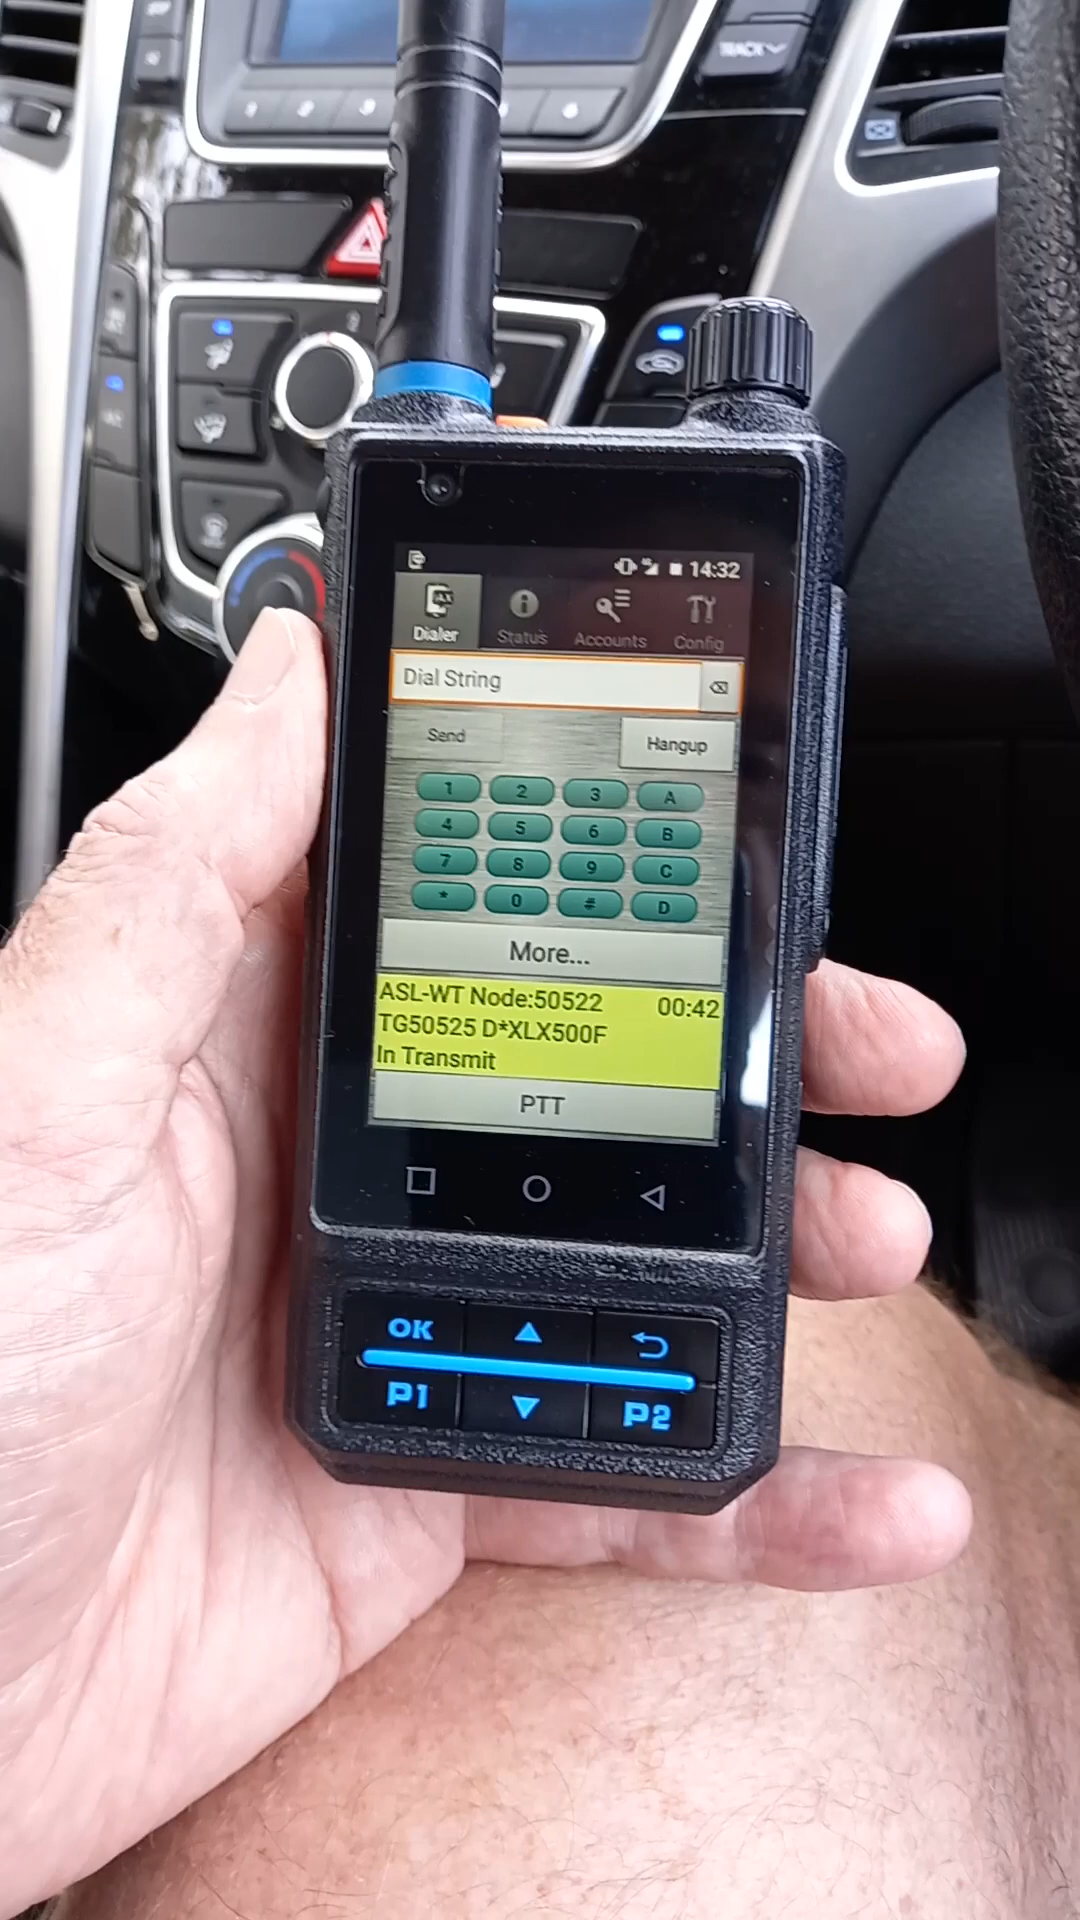 TRACK
14:32
Dialer
Status
Accounts
Config
Dial String
Send
Hangup
1 2 3 A
4 5 6 B
7 8 9 C
* 0 # D
More...
ASL-WT Node:50522 00:42
TG50525 D*XLX500F
In Transmit
PTT
OK
P1
P2